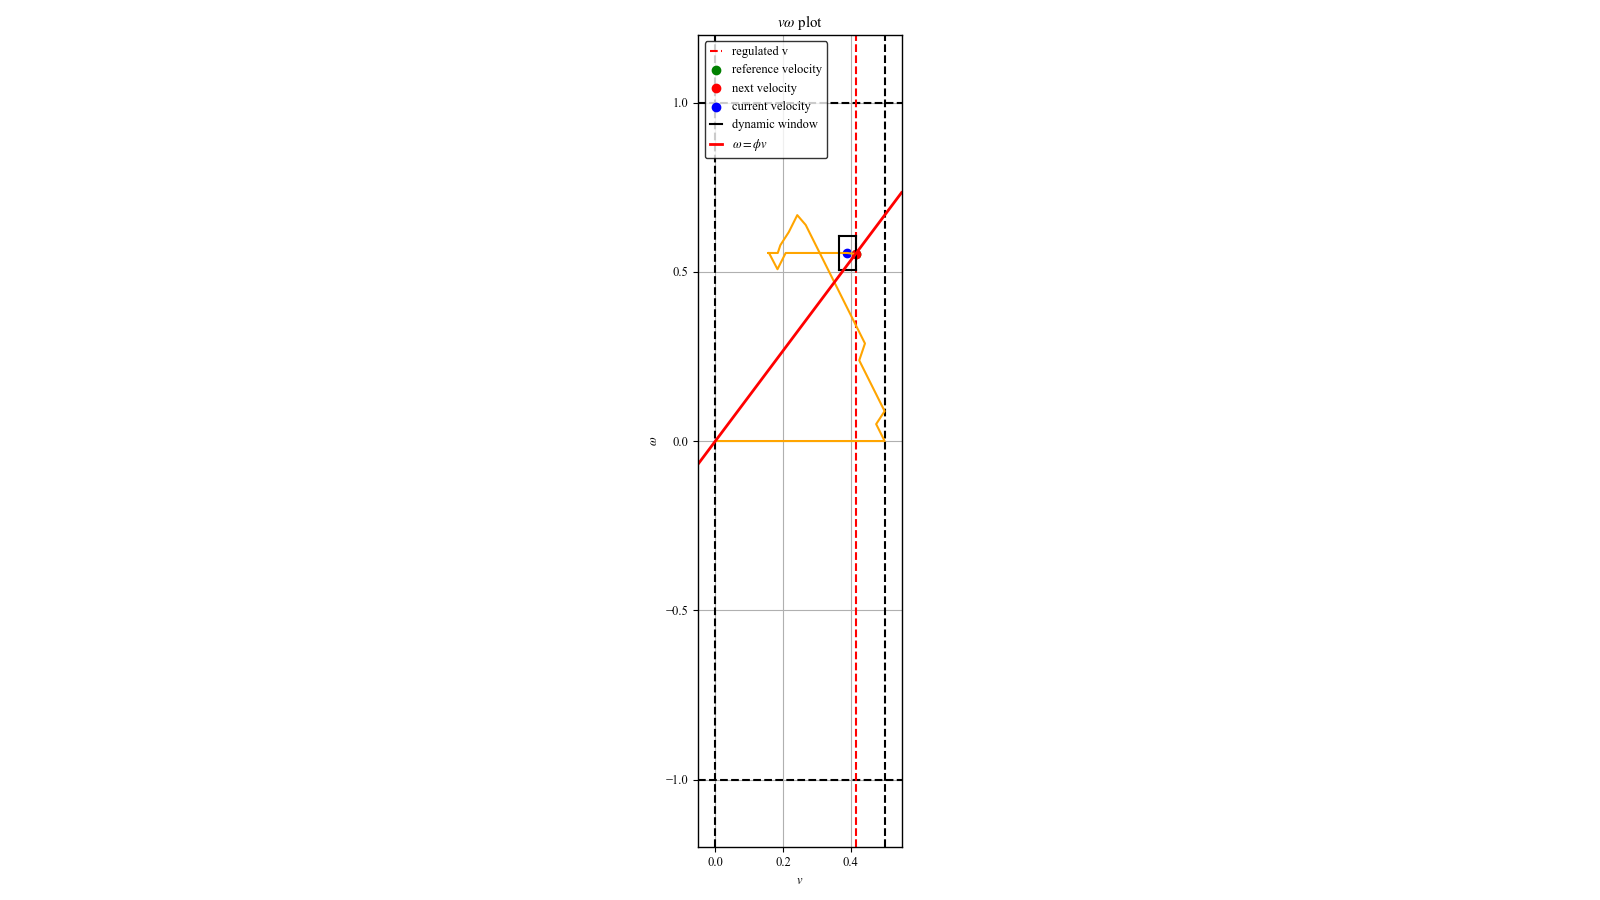 vω plot
regulated v
reference velocity
next velocity
current velocity
dynamic window
ω = ϕv
1.0
0.5
0.0
−0.5
−1.0
ω
0.0 0.2 0.4
v